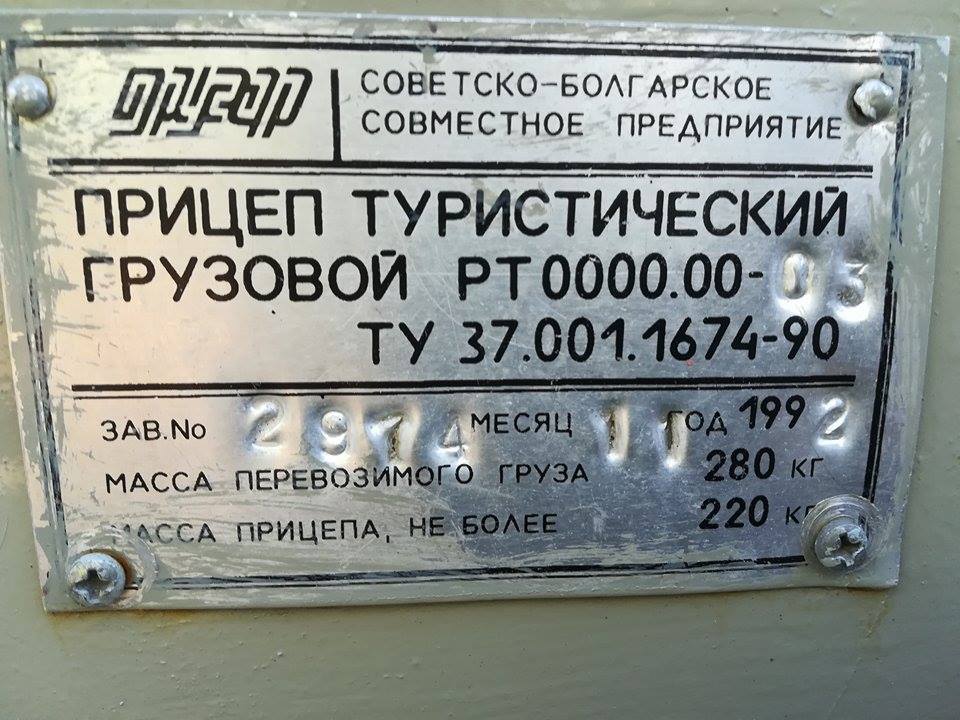 друзар
СОВЕТСКО-БОЛГАРСКОЕ
СОВМЕСТНОЕ ПРЕДПРИЯТИЕ
ПРИЦЕП ТУРИСТИЧЕСКИЙ
ГРУЗОВОЙ РТ0000.00-03
ТУ 37.001.1674-90
ЗАВ.No 2974 МЕСЯЦ 11 ГОД 1992
МАССА ПЕРЕВОЗИМОГО ГРУЗА 280 КГ
МАССА ПРИЦЕПА, НЕ БОЛЕЕ 220 КГ